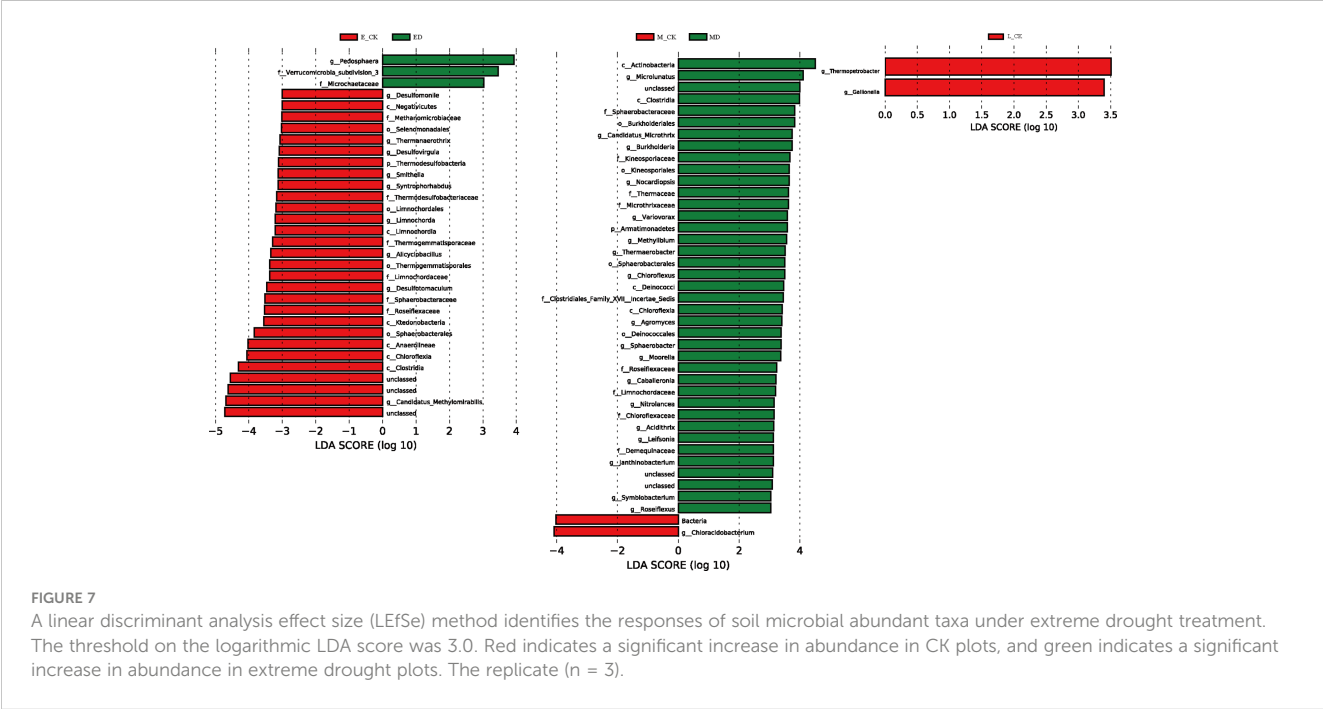 E_CK ED
g__Pedosphaera
f__Verrucomicrobia_subdivision_3
f__Microchaetaceae
g__Desulfomonile
c__Negativicutes
f__Methanomicrobiaceae
o__Selenomonadales
g__Thermanaerothrix
g__Desulfovirgula
p__Thermodesulfobacteria
g__Smithella
g__Syntrophorhabdus
f__Thermodesulfobacteriaceae
o__Limnochordales
g__Limnochorda
c__Limnochordia
f__Thermogemmatisporaceae
g__Alicyclobacillus
o__Thermogemmatisporales
f__Limnochordaceae
g__Desulfotomaculum
f__Sphaerobacteraceae
f__Roseiflexaceae
c__Ktedonobacteria
o__Sphaerobacterales
c__Anaerolineae
c__Chloroflexia
c__Clostridia
unclassed
unclassed
g__Candidatus_Methylomirabilis
unclassed
−5 −4 −3 −2 −1 0 1 2 3 4
LDA SCORE (log 10)
M_CK MD
c__Actinobacteria
g__Microlunatus
unclassed
c__Clostridia
f__Sphaerobacteraceae
o__Burkholderiales
g__Candidatus_Microthrix
g__Burkholderia
f__Kineosporiaceae
o__Kineosporiales
g__Nocardiopsis
f__Thermaceae
f__Microthrixaceae
g__Variovorax
p__Armatimonadetes
g__Methylibium
g__Thermaerobacter
o__Sphaerobacterales
g__Chloroflexus
c__Deinococci
f__Clostridiales_Family_XVII__Incertae_Sedis
c__Chloroflexia
g__Agromyces
o__Deinococcales
g__Sphaerobacter
g__Moorella
f__Roseiflexaceae
g__Caballeronia
f__Limnochordaceae
g__Nitrolancea
f__Chloroflexaceae
g__Acidithrix
g__Leifsonia
f__Demequinaceae
g__Janthinobacterium
unclassed
unclassed
g__Symbiobacterium
g__Roseiflexus
Bacteria
g__Chloracidobacterium
−4 −2 0 2 4
LDA SCORE (log 10)
L_CK
g__Thermopetrobacter
g__Gallionella
0.0 0.5 1.0 1.5 2.0 2.5 3.0 3.5
LDA SCORE (log 10)
FIGURE 7
A linear discriminant analysis effect size (LEfSe) method identifies the responses of soil microbial abundant taxa under extreme drought treatment.
The threshold on the logarithmic LDA score was 3.0. Red indicates a significant increase in abundance in CK plots, and green indicates a significant
increase in abundance in extreme drought plots. The replicate (n = 3).